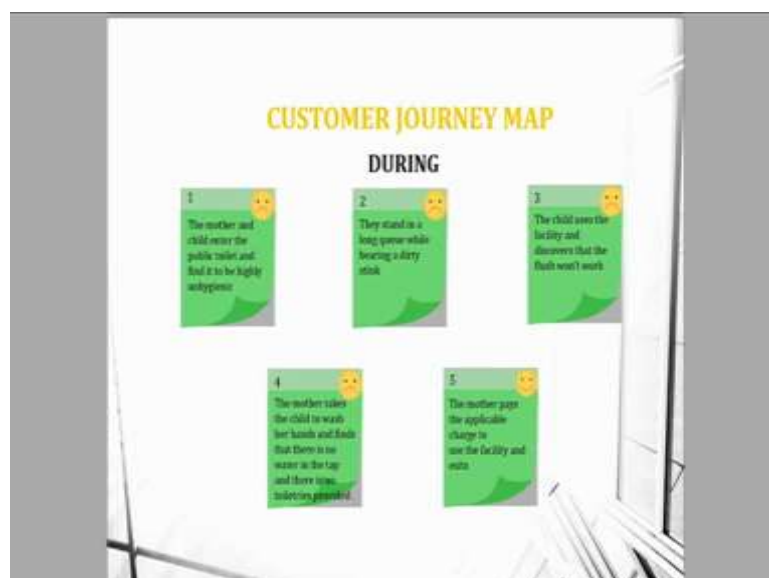 CUSTOMER JOURNEY MAP
DURING
1
The mother and
child enter the
public toilet and
find it to be highly
unhygienic
2
They stand in a
long queue while
bearing a dirty
stink
3
The child uses the
facility and
discovers that the
flush won't work
4
The mother takes
the child to wash
her hands and finds
that there is no
water in the tap
and there is no
toiletries provided
5
The mother pays
the applicable
charge to
use the facility and
exits